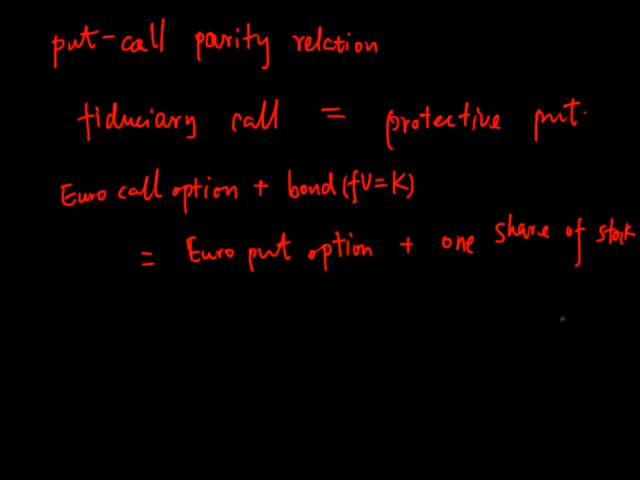 put-call parity relation
fiduciary call = protective put.
Euro call option + bond (fV=K)
= Euro put option + one share of stock